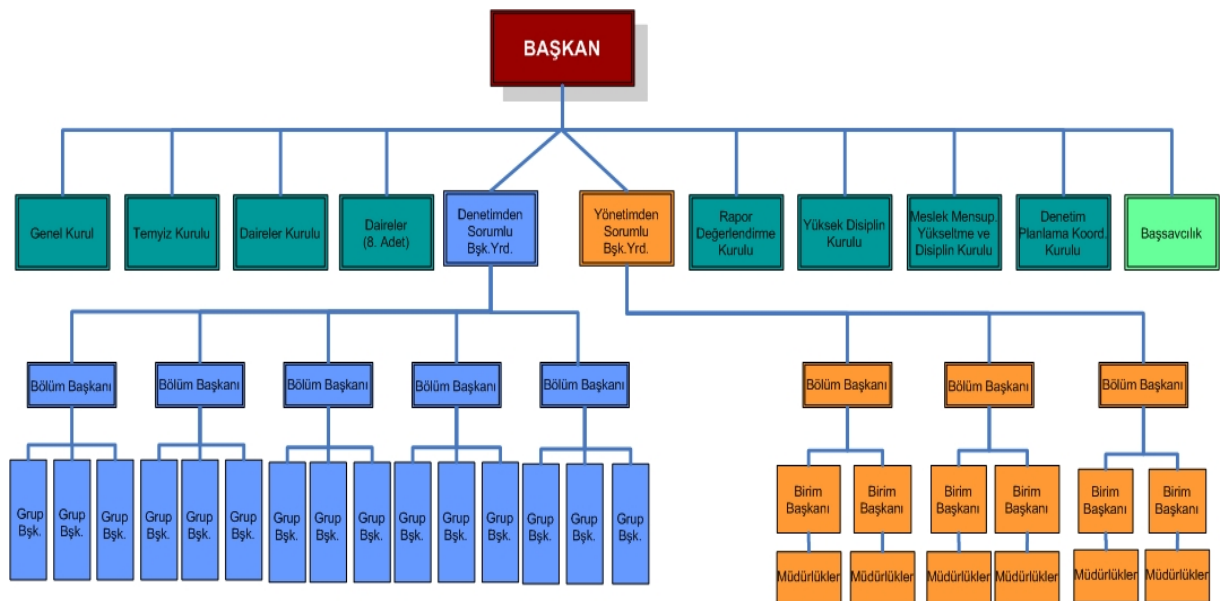 BAŞKAN
Genel Kurul
Temyiz Kurulu
Daireler Kurulu
Daireler
(8. Adet)
Denetimden
Sorumlu
Bşk.Yrd.
Yönetimden
Sorumlu
Bşk.Yrd.
Rapor
Değerlendirme
Kurulu
Yüksek Disiplin
Kurulu
Meslek Mensup.
Yükseltme ve
Disiplin Kurulu
Denetim
Planlama Koord.
Kurulu
Başsavcılık
Bölüm Başkanı
Bölüm Başkanı
Bölüm Başkanı
Bölüm Başkanı
Bölüm Başkanı
Bölüm Başkanı
Bölüm Başkanı
Bölüm Başkanı
Grup
Bşk.
Grup
Bşk.
Grup
Bşk.
Grup
Bşk.
Grup
Bşk.
Grup
Bşk.
Grup
Bşk.
Grup
Bşk.
Grup
Bşk.
Grup
Bşk.
Grup
Bşk.
Grup
Bşk.
Grup
Bşk.
Grup
Bşk.
Grup
Bşk.
Birim
Başkanı
Birim
Başkanı
Birim
Başkanı
Birim
Başkanı
Birim
Başkanı
Birim
Başkanı
Müdürlükler
Müdürlükler
Müdürlükler
Müdürlükler
Müdürlükler
Müdürlükler